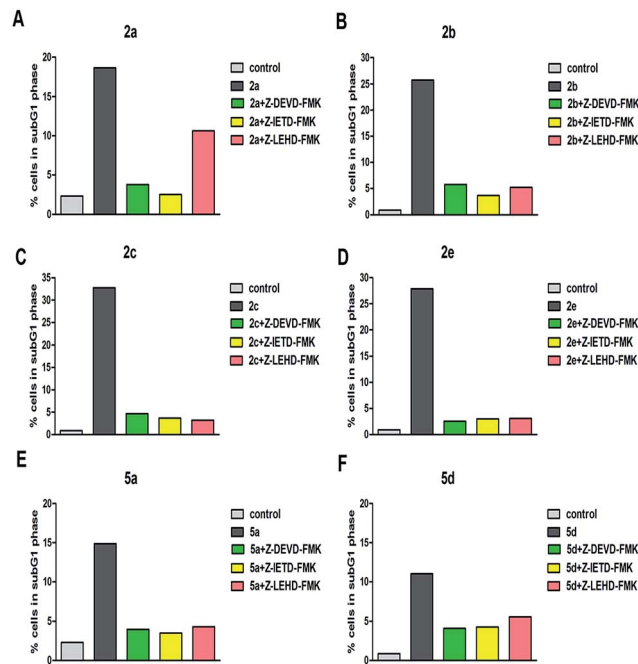 A
2a
% cells in subG1 phase
20
15
10
5
0
control
2a
2a+Z-DEVD-FMK
2a+Z-IETD-FMK
2a+Z-LEHD-FMK
B
2b
% cells in subG1 phase
30
25
20
15
10
5
0
control
2b
2b+Z-DEVD-FMK
2b+Z-IETD-FMK
2b+Z-LEHD-FMK
C
2c
% cells in subG1 phase
35
30
25
20
15
10
5
0
control
2c
2c+Z-DEVD-FMK
2c+Z-IETD-FMK
2c+Z-LEHD-FMK
D
2e
% cells in subG1 phase
30
25
20
15
10
5
0
control
2e
2e+Z-DEVD-FMK
2e+Z-IETD-FMK
2e+Z-LEHD-FMK
E
5a
% cells in subG1 phase
20
15
10
5
0
control
5a
5a+Z-DEVD-FMK
5a+Z-IETD-FMK
5a+Z-LEHD-FMK
F
5d
% cells in subG1 phase
20
15
10
5
0
control
5d
5d+Z-DEVD-FMK
5d+Z-IETD-FMK
5d+Z-LEHD-FMK